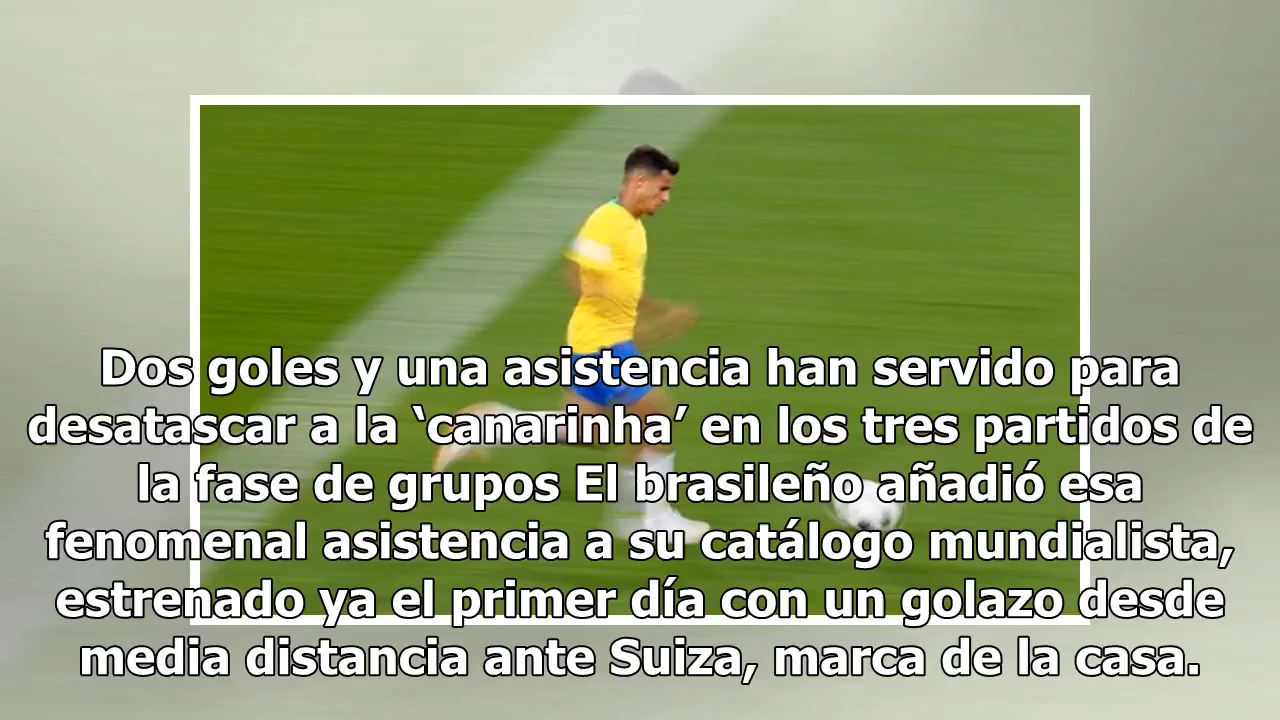 Dos goles y una asistencia han servido para
desatascar a la ‘canarinha’ en los tres partidos de
la fase de grupos El brasileño añadió esa
fenomenal asistencia a su catálogo mundialista,
estrenado ya el primer día con un golazo desde
media distancia ante Suiza, marca de la casa.